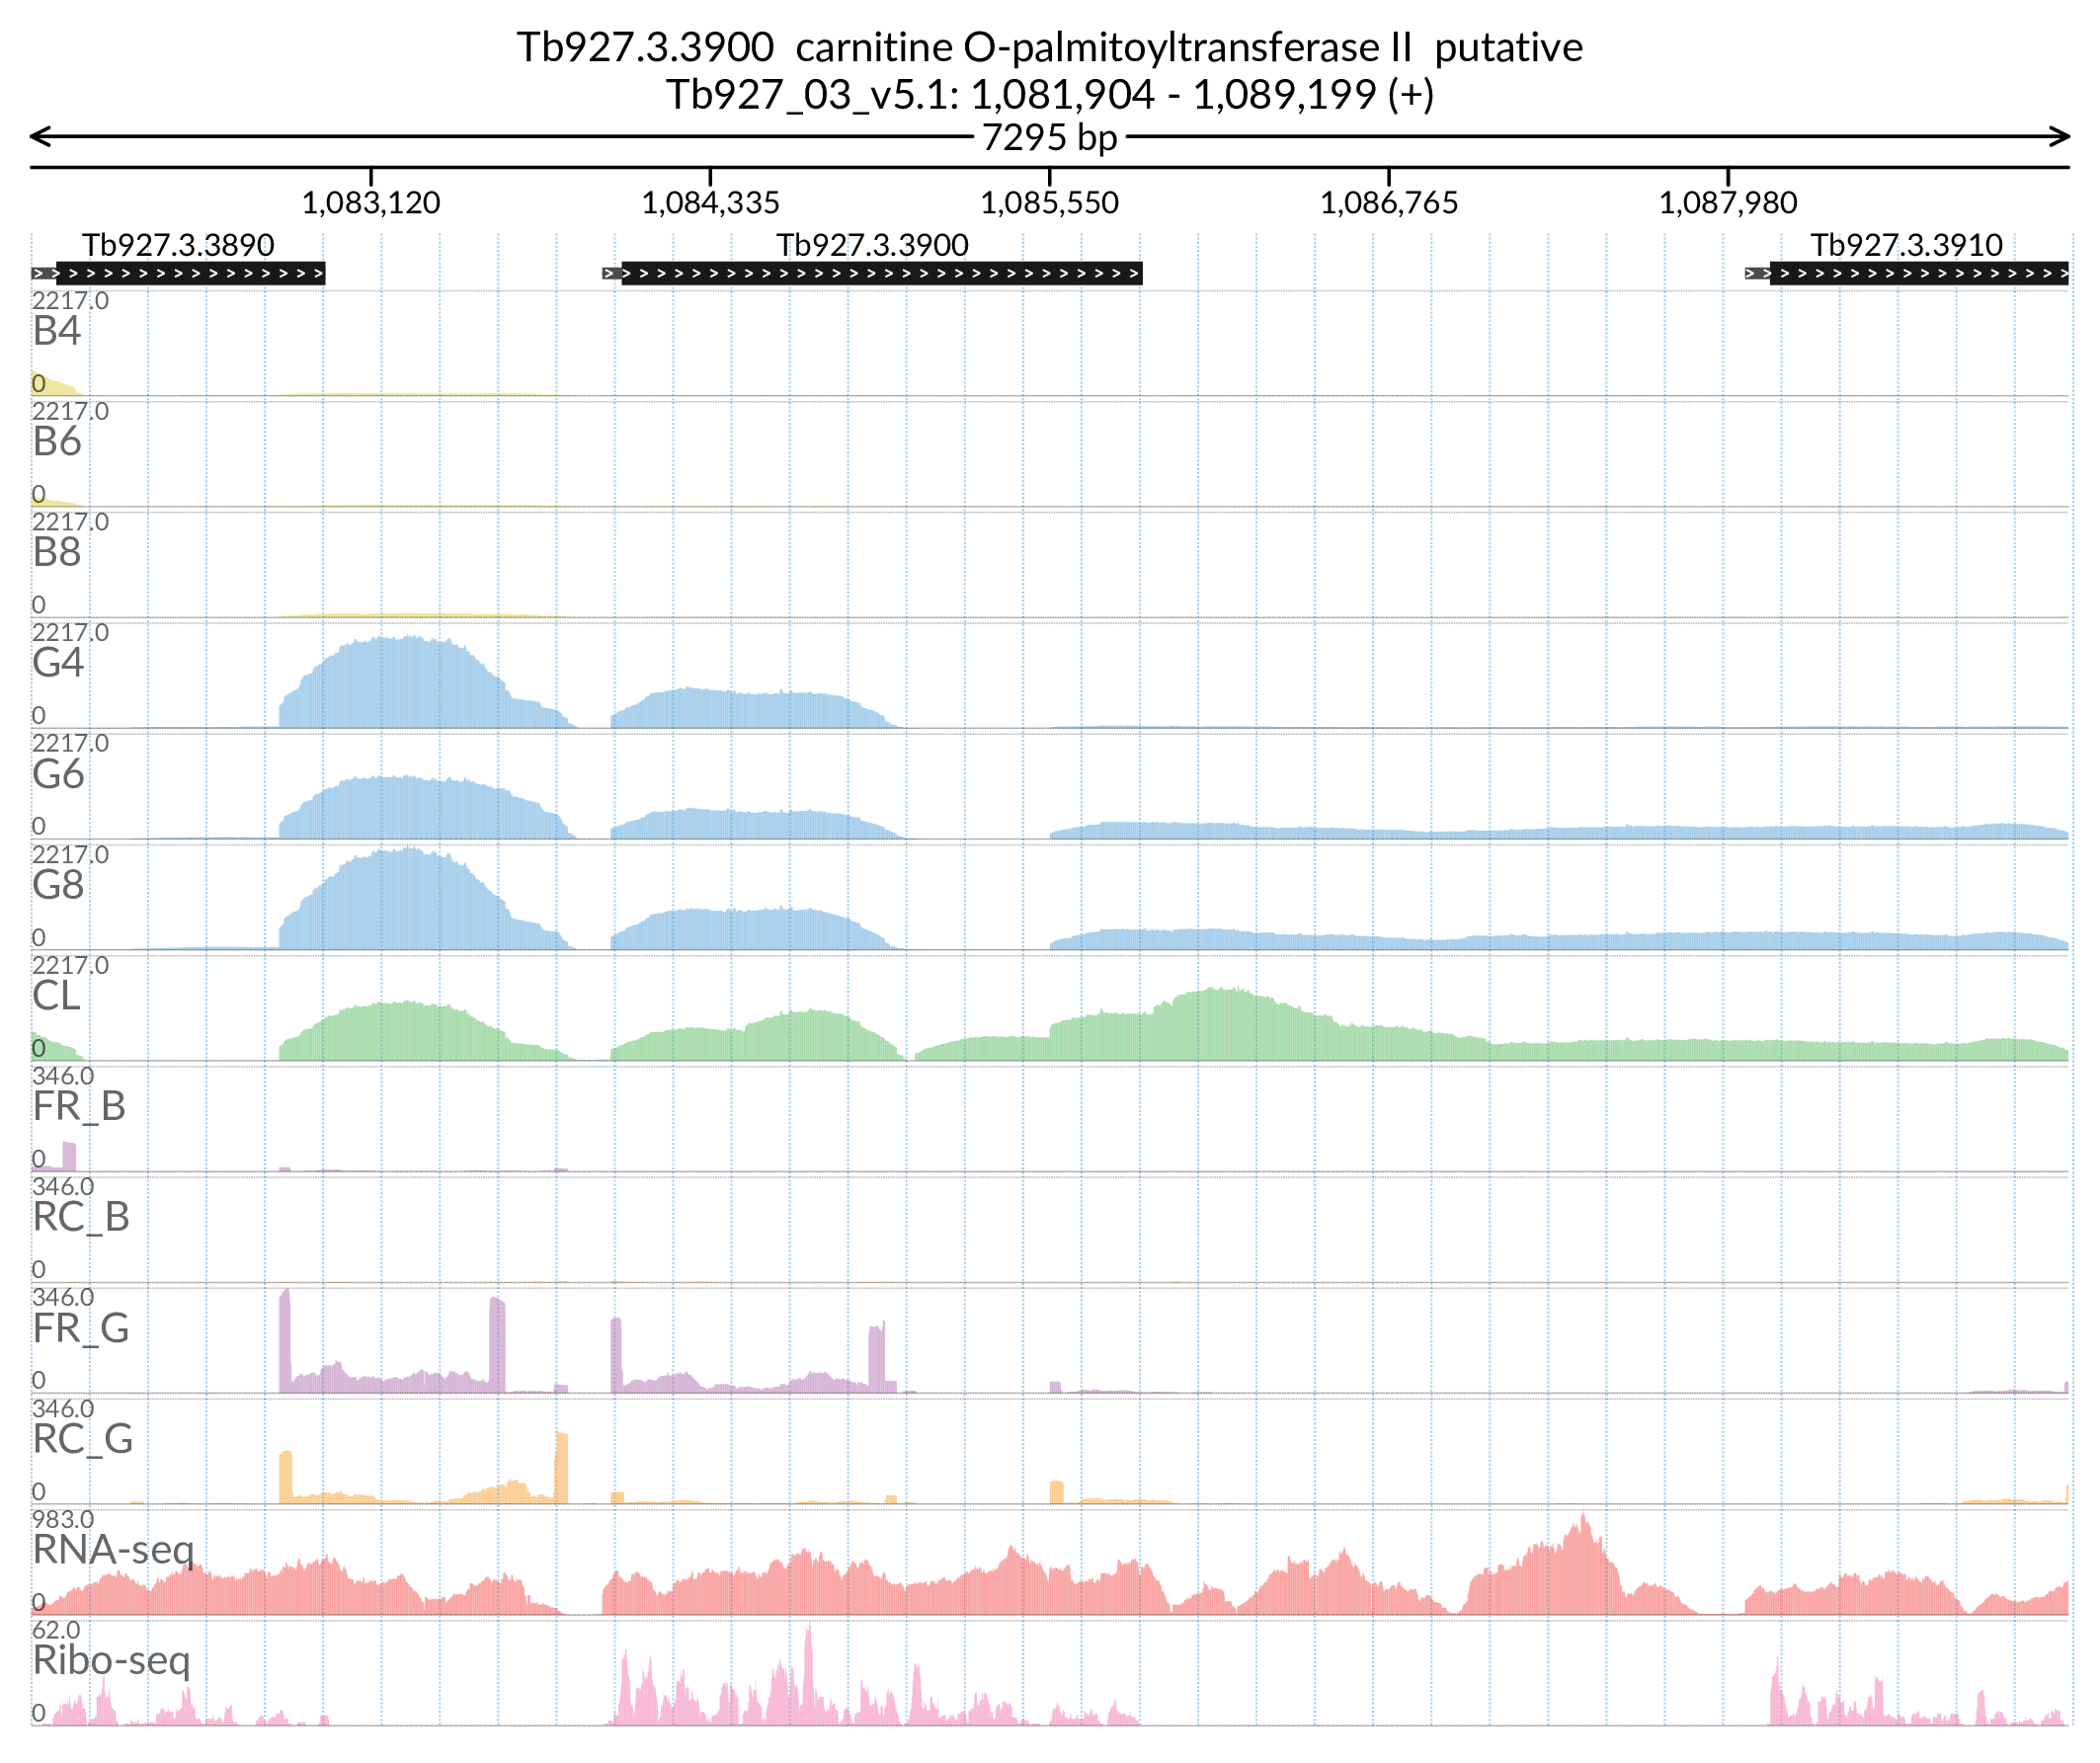 Tb927.3.3900 carnitine O-palmitoyltransferase II putative
Tb927_03_v5.1: 1,081,904 - 1,089,199 (+)
7295 bp
1,083,120 1,084,335 1,085,550 1,086,765 1,087,980
Tb927.3.3890 Tb927.3.3900 Tb927.3.3910
2217.0
B4
0
2217.0
B6
0
2217.0
B8
0
2217.0
G4
0
2217.0
G6
0
2217.0
G8
0
2217.0
CL
0
346.0
FR_B
0
346.0
RC_B
0
346.0
FR_G
0
346.0
RC_G
0
983.0
RNA-seq
0
62.0
Ribo-seq
0